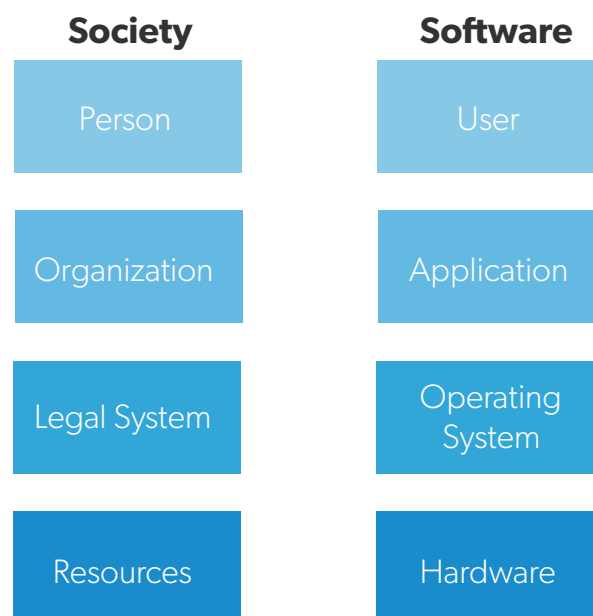 Society
Software
Person
User
Organization
Application
Legal System
Operating
System
Resources
Hardware